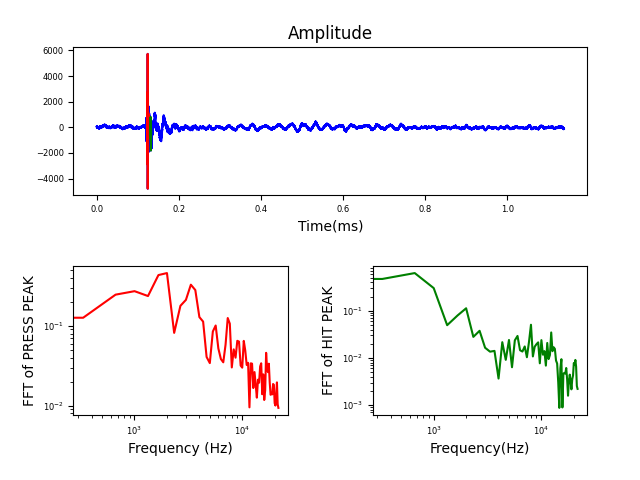 Amplitude
6000
4000
2000
0
−2000
−4000
0.0 0.2 0.4 0.6 0.8 1.0
Time(ms)
FFT of PRESS PEAK
10⁻¹
10⁻²
10³ 10⁴
Frequency (Hz)
FFT of HIT PEAK
10⁻¹
10⁻²
10⁻³
10³ 10⁴
Frequency(Hz)